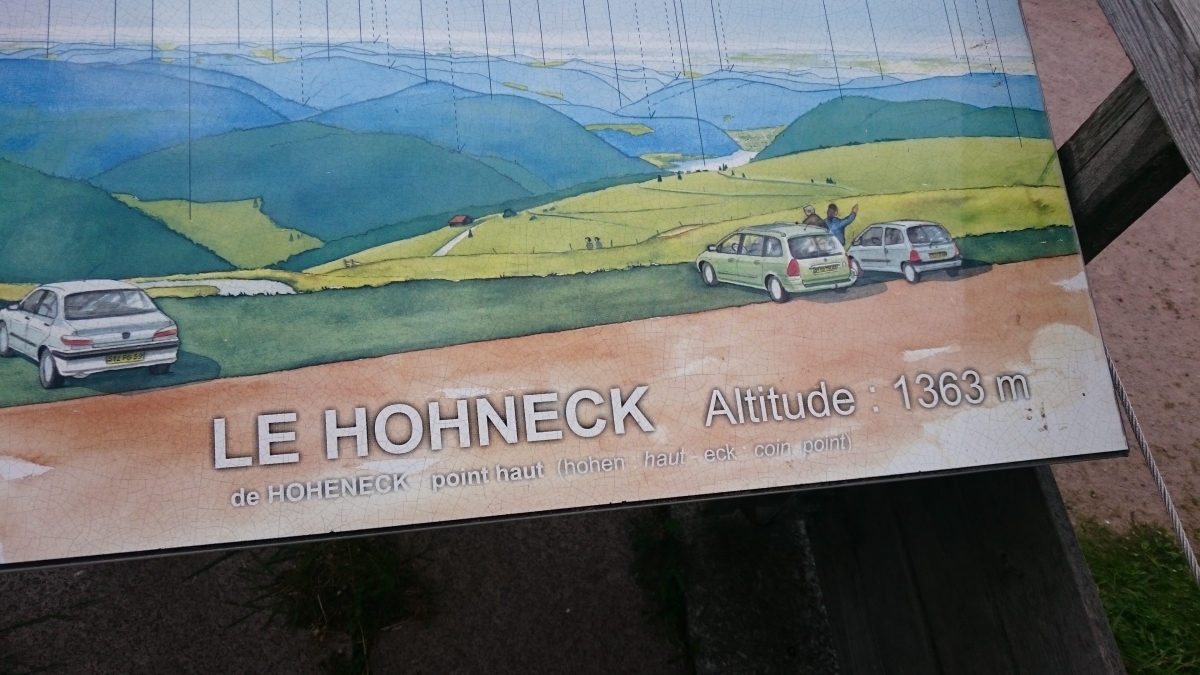 LE HOHNECK Altitude : 1363 m
de HOHENECK point haut (hohen : haut - eck : coin point)